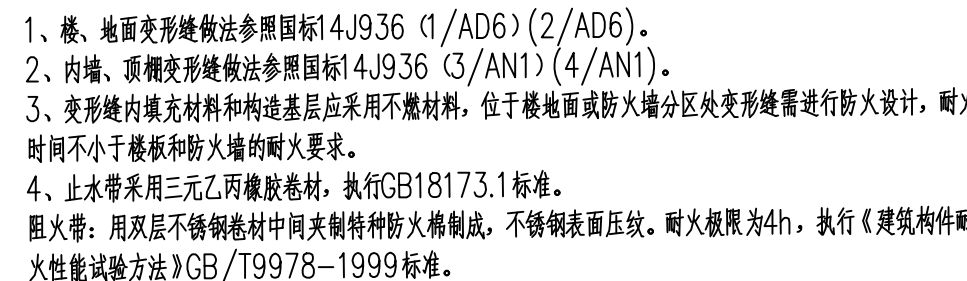 1、楼、地面变形缝做法参照国标14J936（1/AD6）(2/AD6)。
2、内墙、顶棚变形缝做法参照国标14J936（3/AN1）(4/AN1)。
3、变形缝内填充材料和构造基层应采用不燃材料，位于楼地面或防火墙分区处变形缝需进行防火设计，耐火
时间不小于楼板和防火墙的耐火要求。
4、止水带采用三元乙丙橡胶卷材，执行GB18173.1标准。
阻火带：用双层不锈钢卷材中间夹制特种防火棉制成，不锈钢表面压纹。耐火极限为4h，执行《建筑构件耐
火性能试验方法》GB/T9978-1999标准。